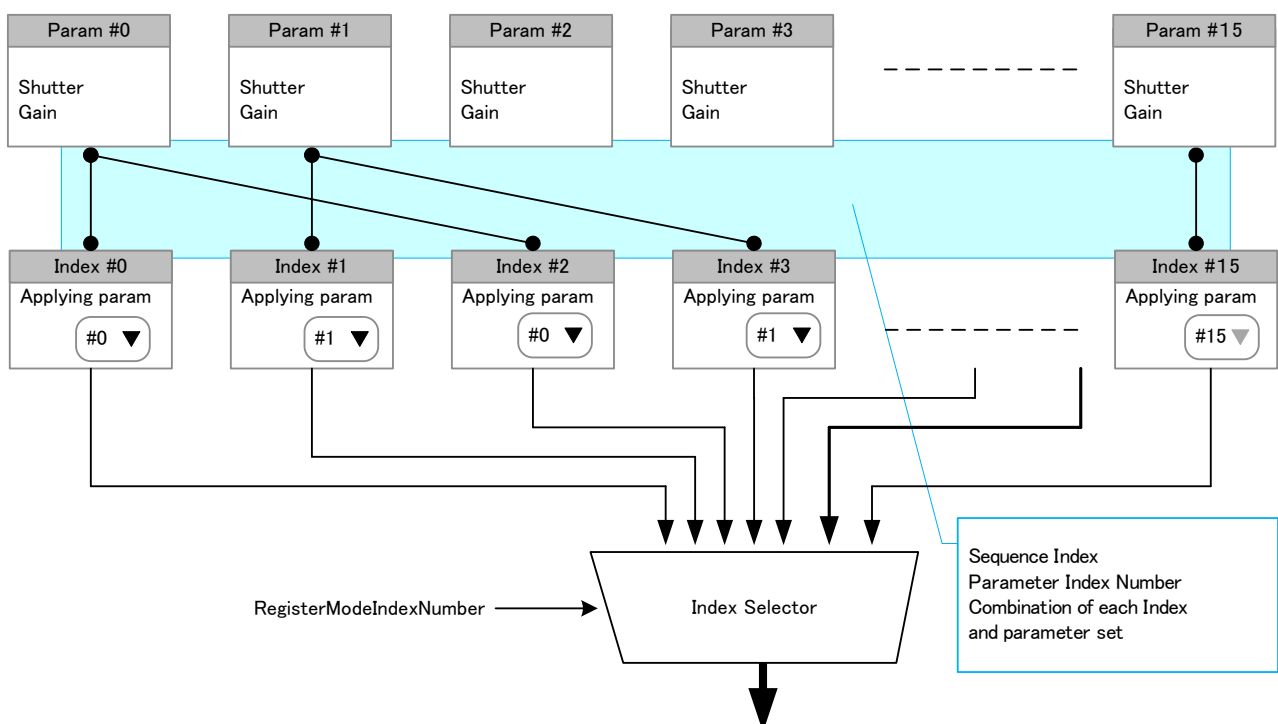 Param #0
Param #1
Param #2
Param #3
Param #15
Shutter
Gain
Shutter
Gain
Shutter
Gain
Shutter
Gain
Shutter
Gain
Index #0
Index #1
Index #2
Index #3
Index #15
Applying param
#0 ▼
Applying param
#1 ▼
Applying param
#0 ▼
Applying param
#1 ▼
Applying param
#15 ▼
Sequence Index
Parameter Index Number
Combination of each Index
and parameter set
RegisterModeIndexNumber
Index Selector